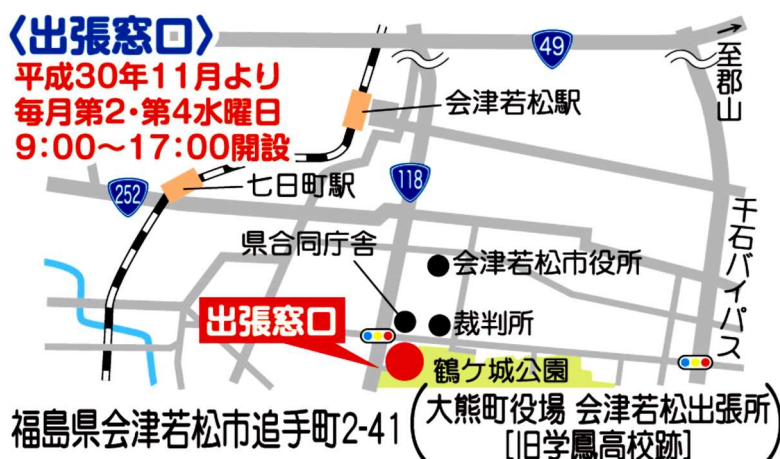 〈出張窓口〉
平成30年11月より
毎月第2・第4水曜日
9:00〜17:00開設
49
至郡山
会津若松駅
252
七日町駅
118
千石バイパス
県合同庁舎
会津若松市役所
出張窓口
裁判所
鶴ケ城公園
福島県会津若松市追手町2-41
大熊町役場 会津若松出張所
[旧学鳳高校跡]